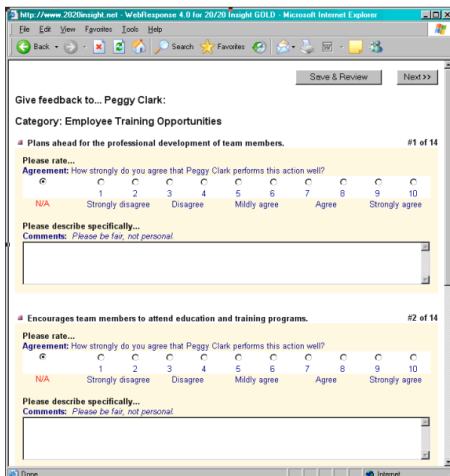 http://www.2020insight.net - WebResponse 4.0 for 20/20 Insight GOLD - Microsoft Internet Explorer
File Edit View Favorites Tools Help
Back Search Favorites
Save & Review Next>>
Give feedback to... Peggy Clark:
Category: Employee Training Opportunities
Plans ahead for the professional development of team members. #1 of 14
Please rate...
Agreement: How strongly do you agree that Peggy Clark performs this action well?
1 2 3 4 5 6 7 8 9 10
N/A Strongly disagree Disagree Mildly agree Agree Strongly agree
Please describe specifically...
Comments: Please be fair, not personal.
Encourages team members to attend education and training programs. #2 of 14
Please rate...
Agreement: How strongly do you agree that Peggy Clark performs this action well?
1 2 3 4 5 6 7 8 9 10
N/A Strongly disagree Disagree Mildly agree Agree Strongly agree
Please describe specifically...
Comments: Please be fair, not personal.
Done Internet